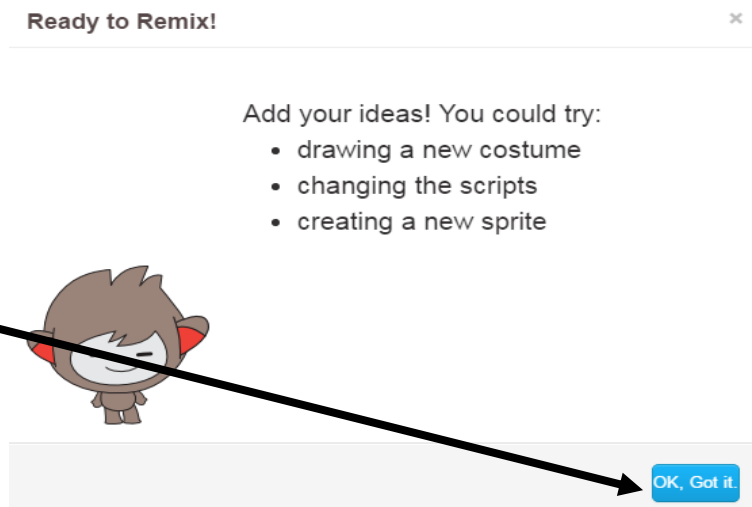 Ready to Remix!
×
Add your ideas! You could try:
• drawing a new costume
• changing the scripts
• creating a new sprite
OK, Got it.